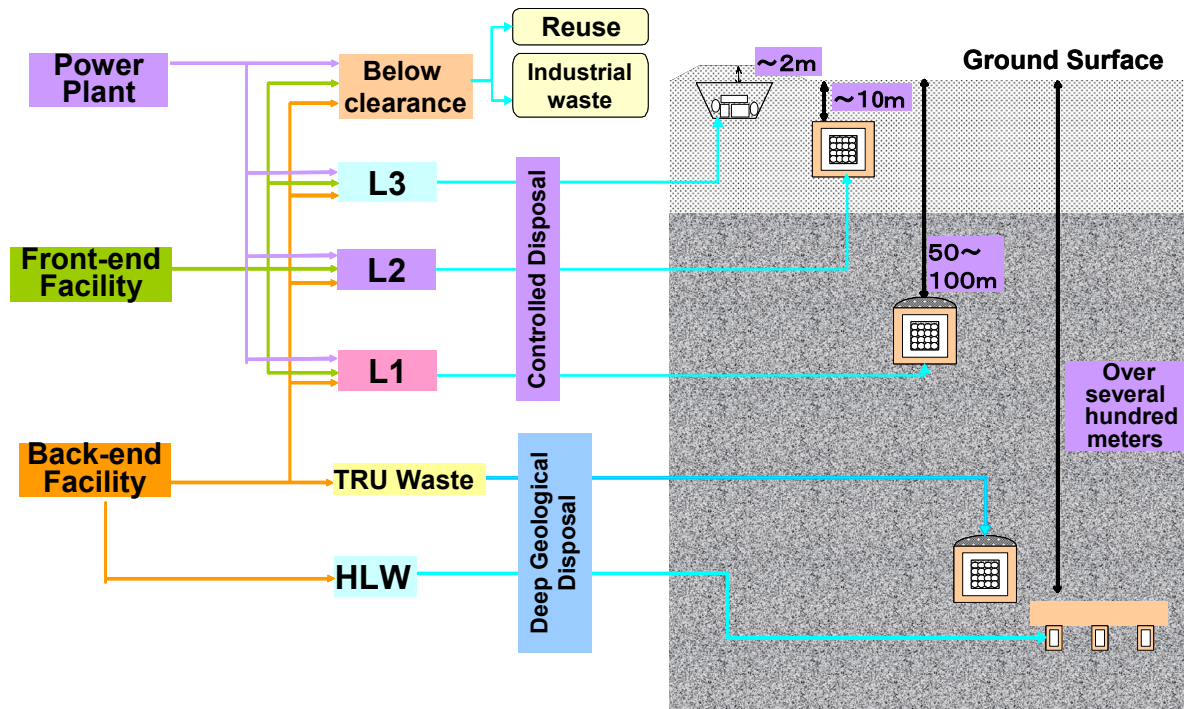 Power
Plant
Front-end
Facility
Back-end
Facility
Below
clearance
Reuse
Industrial
waste
L3
L2
L1
TRU Waste
HLW
Controlled Disposal
Deep Geological
Disposal
Ground Surface
～2m
～10m
50～
100m
Over
several
hundred
meters